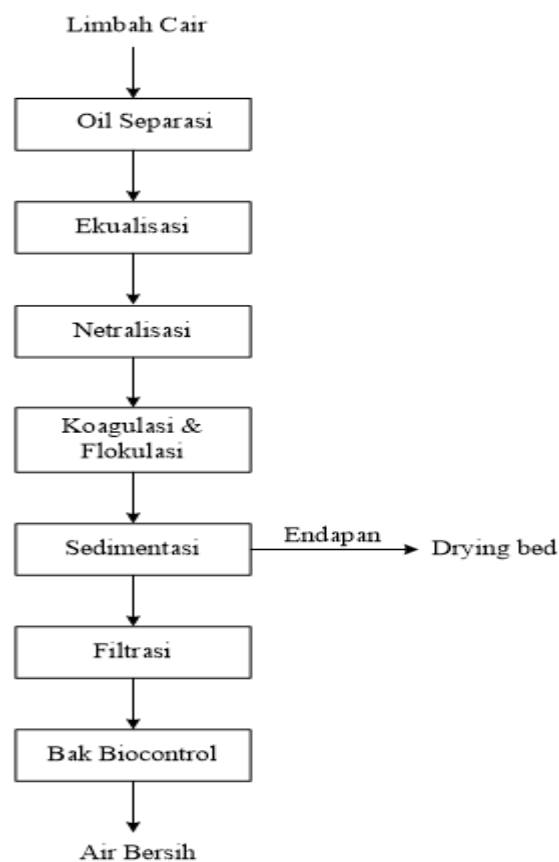 Limbah Cair
Oil Separasi
Ekualisasi
Netralisasi
Koagulasi &
Flokulasi
Sedimentasi
Endapan
Drying bed
Filtrasi
Bak Biocontrol
Air Bersih